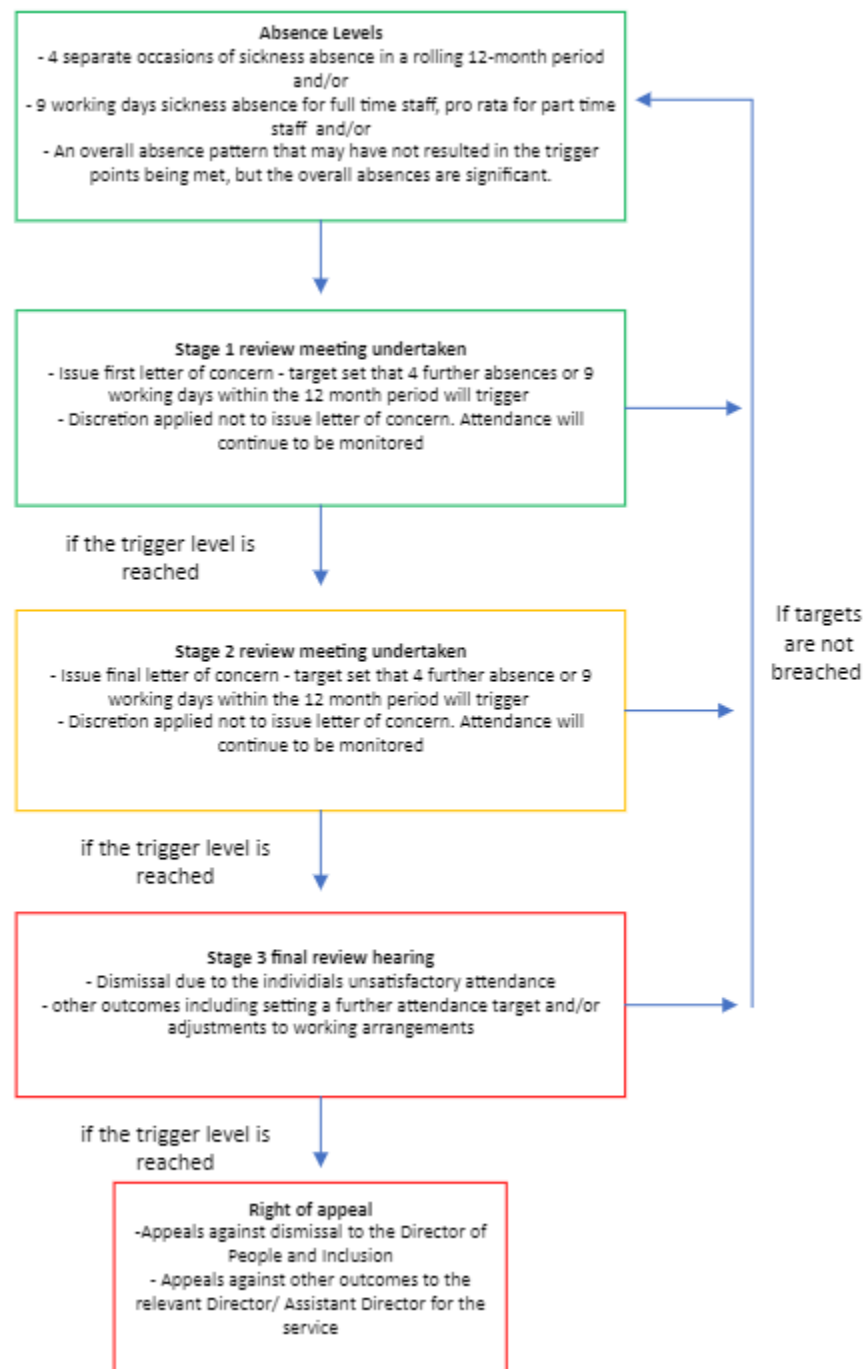 Absence Levels
- 4 separate occasions of sickness absence in a rolling 12-month period
and/or
- 9 working days sickness absence for full time staff, pro rata for part time
staff and/or
- An overall absence pattern that may have not resulted in the trigger
points being met, but the overall absences are significant.
Stage 1 review meeting undertaken
- Issue first letter of concern - target set that 4 further absences or 9
working days within the 12 month period will trigger
- Discretion applied not to issue letter of concern. Attendance will
continue to be monitored
if the trigger level is
reached
Stage 2 review meeting undertaken
- Issue final letter of concern - target set that 4 further absence or 9
working days within the 12 month period will trigger
- Discretion applied not to issue letter of concern. Attendance will
continue to be monitored
If targets
are not
breached
if the trigger level is
reached
Stage 3 final review hearing
- Dismissal due to the individials unsatisfactory attendance
- other outcomes including setting a further attendance target and/or
adjustments to working arrangements
if the trigger level is
reached
Right of appeal
-Appeals against dismissal to the Director of
People and Inclusion
- Appeals against other outcomes to the
relevant Director/ Assistant Director for the
service